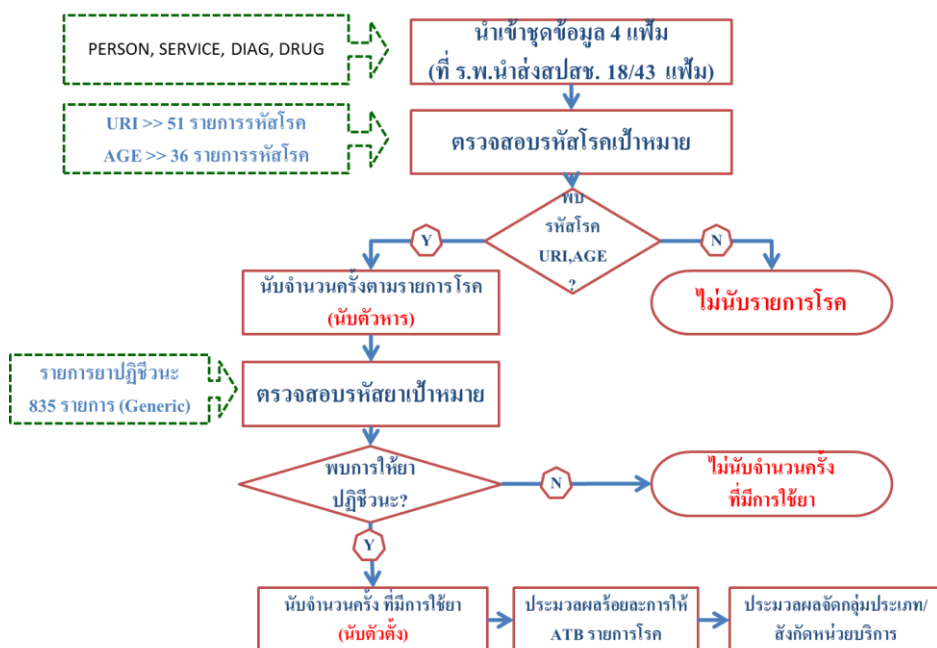 PERSON, SERVICE, DIAG, DRUG
นำเข้าชุดข้อมูล 4 แฟ้ม
(ที่ ร.พ.นำส่งสปสช. 18/43 แฟ้ม)
URI >> 51 รายการรหัสโรค
AGE >> 36 รายการรหัสโรค
ตรวจสอบรหัสโรคเป้าหมาย
พบ
รหัสโรค
URI,AGE
?
Y
N
นับจำนวนครั้งตามรายการโรค
(นับตัวหาร)
ไม่นับรายการโรค
รายการยาปฏิชีวนะ
835 รายการ (Generic)
ตรวจสอบรหัสยาเป้าหมาย
พบการให้ยา
ปฏิชีวนะ?
N
ไม่นับจำนวนครั้ง
ที่มีการใช้ยา
Y
นับจำนวนครั้ง ที่มีการใช้ยา
(นับตัวตั้ง)
ประมวลผลร้อยละการให้
ATB รายการโรค
ประมวลผลจัดกลุ่มประเภท/
สังกัดหน่วยบริการ